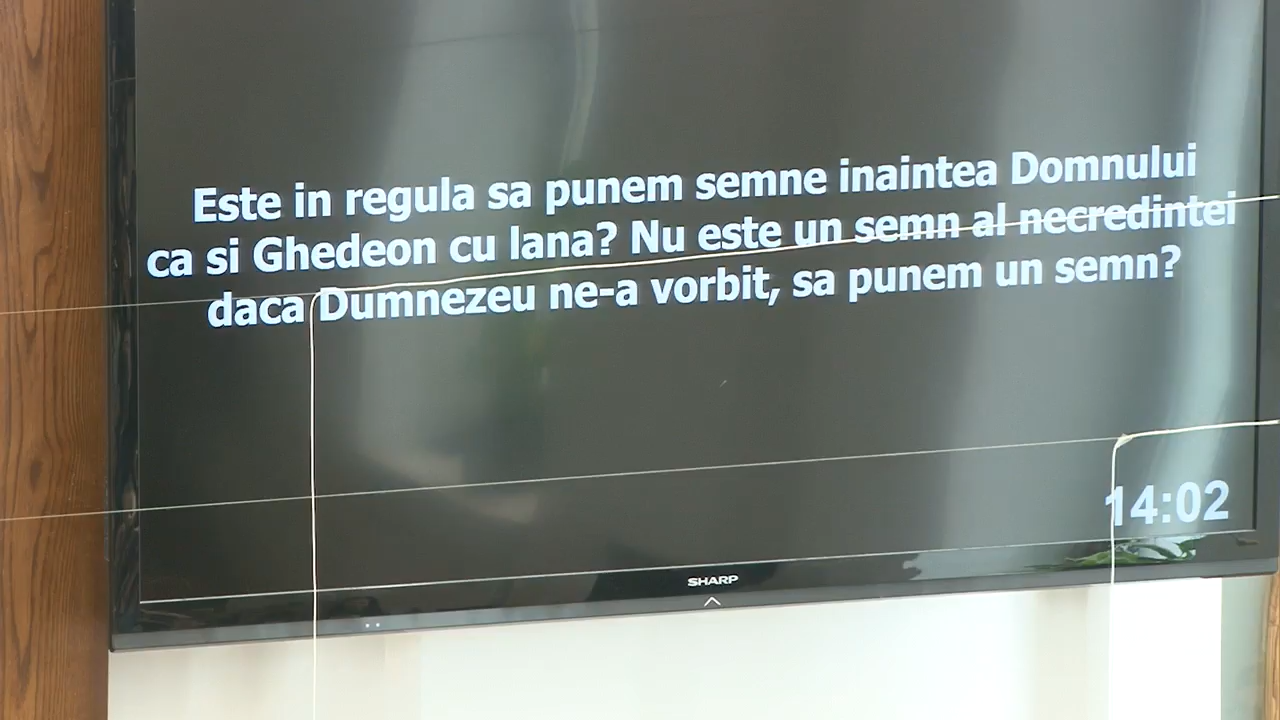 Este in regula sa punem semne inaintea Domnului
ca si Ghedeon cu lana? Nu este un semn al necredintei
daca Dumnezeu ne-a vorbit, sa punem un semn?
14:02
SHARP